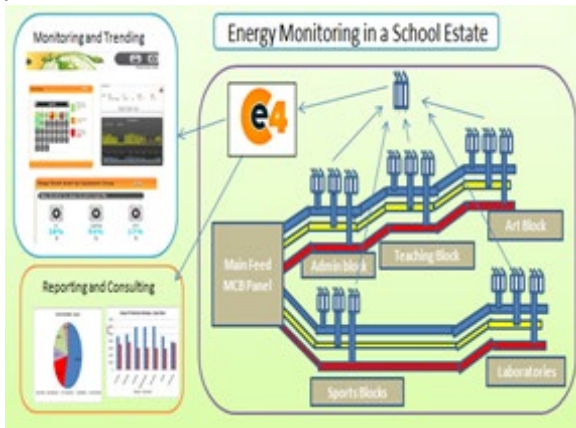 Monitoring and Trending
Energy Monitoring in a School Estate
e4
Main Feed
MCB Panel
Admin block
Teaching Block
Art Block
Sports Blocks
Laboratories
Reporting and Consulting